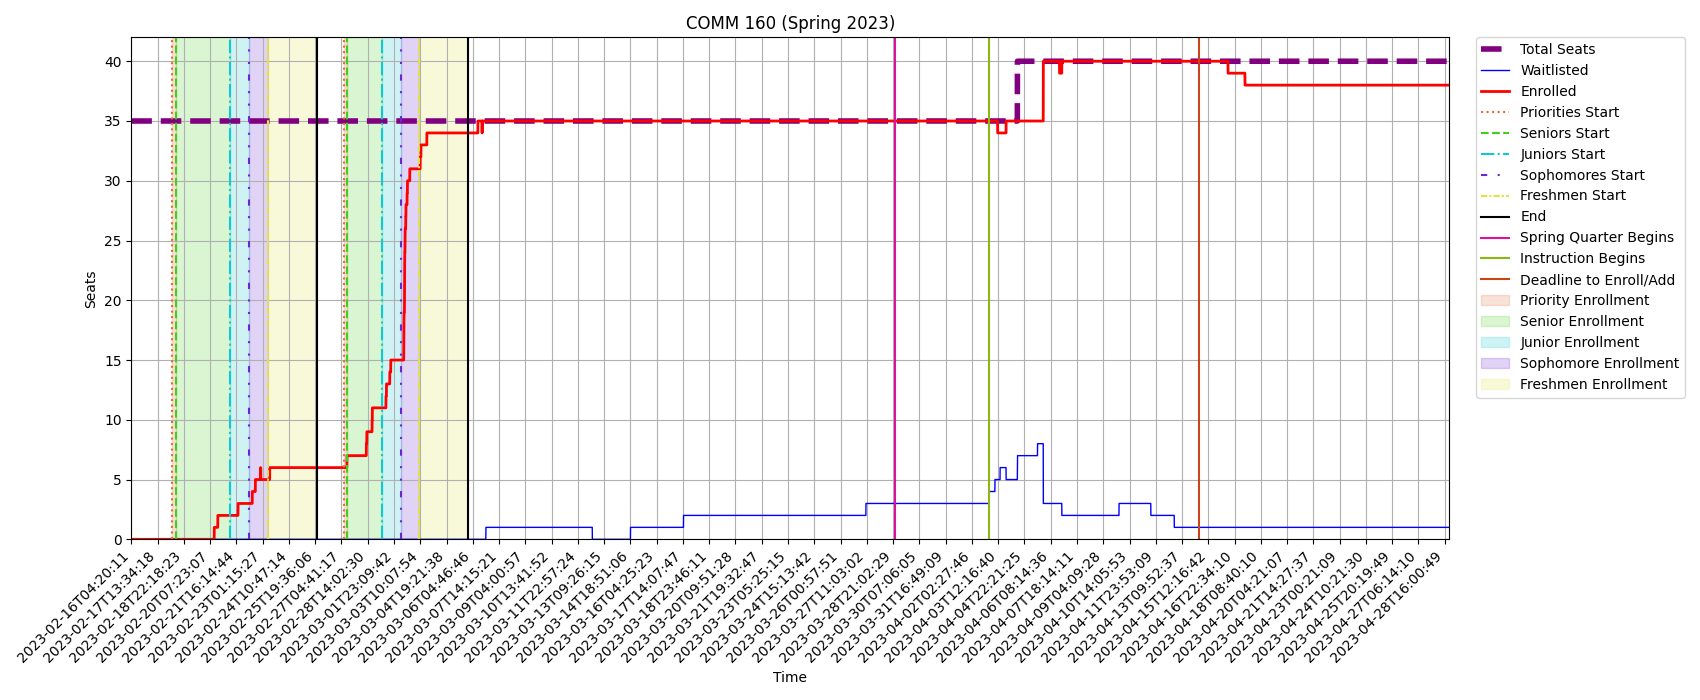 COMM 160 (Spring 2023)
40
35
30
25
20
15
10
5
0
Seats
2023-02-16T04:20:11
2023-02-17T13:34:18
2023-02-18T22:18:23
2023-02-20T07:23:07
2023-02-21T16:14:44
2023-02-23T01:15:27
2023-02-24T10:47:14
2023-02-25T19:36:06
2023-02-27T04:41:17
2023-02-28T14:02:30
2023-03-01T23:09:42
2023-03-03T10:07:54
2023-03-04T19:21:38
2023-03-06T04:46:46
2023-03-07T14:15:21
2023-03-09T04:00:57
2023-03-10T13:41:52
2023-03-11T22:57:24
2023-03-13T09:26:15
2023-03-14T18:51:06
2023-03-16T04:25:23
2023-03-17T14:07:47
2023-03-18T23:46:11
2023-03-20T09:51:28
2023-03-21T19:32:47
2023-03-23T05:25:15
2023-03-24T15:13:42
2023-03-26T00:57:51
2023-03-27T11:03:02
2023-03-28T21:02:29
2023-03-30T07:06:05
2023-03-31T16:49:09
2023-04-02T02:27:46
2023-04-03T12:16:40
2023-04-04T22:21:25
2023-04-06T08:14:36
2023-04-07T18:14:11
2023-04-09T04:09:28
2023-04-10T14:05:53
2023-04-11T23:53:09
2023-04-13T09:52:37
2023-04-15T12:16:42
2023-04-16T22:34:10
2023-04-18T08:40:10
2023-04-20T04:21:07
2023-04-21T14:27:37
2023-04-23T00:21:09
2023-04-24T10:21:30
2023-04-25T20:19:49
2023-04-27T06:14:10
2023-04-28T16:00:49
Time
Total Seats
Waitlisted
Enrolled
Priorities Start
Seniors Start
Juniors Start
Sophomores Start
Freshmen Start
End
Spring Quarter Begins
Instruction Begins
Deadline to Enroll/Add
Priority Enrollment
Senior Enrollment
Junior Enrollment
Sophomore Enrollment
Freshmen Enrollment